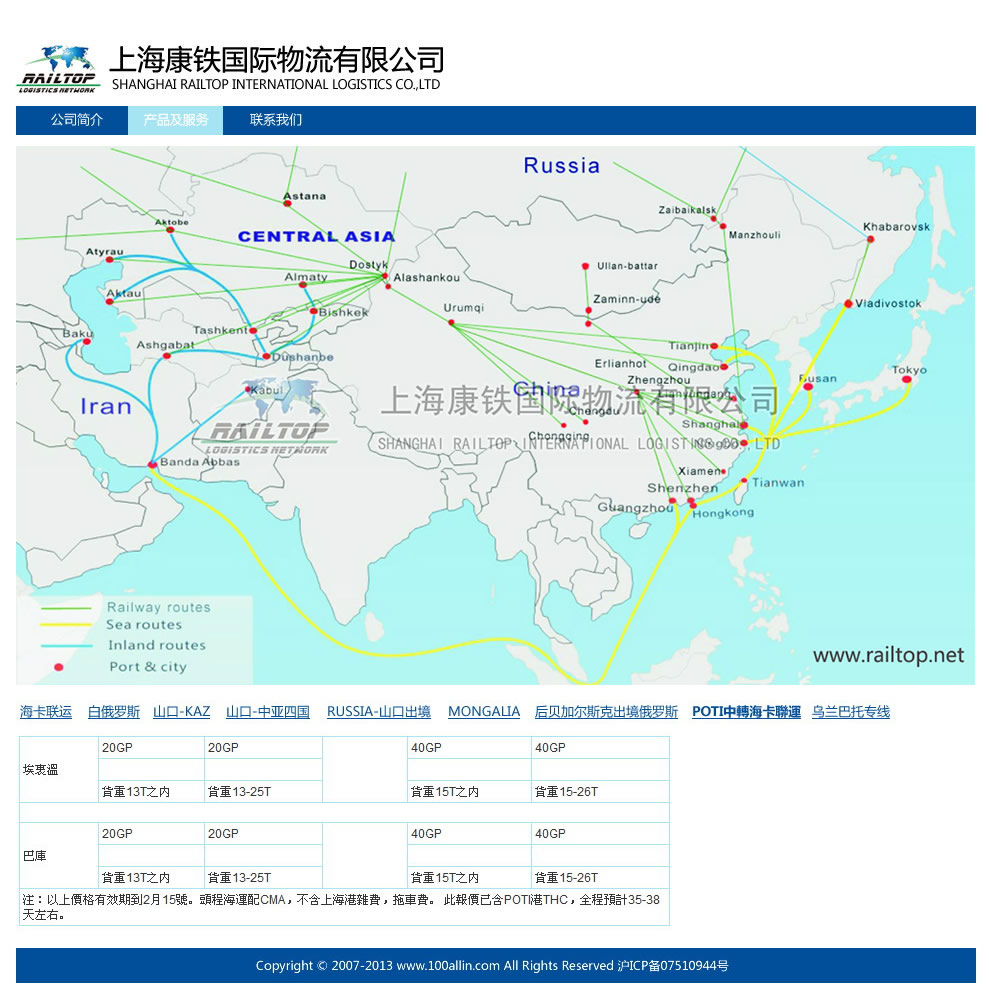 RAILTOP
LOGISTICS NETWORK
上海康铁国际物流有限公司
SHANGHAI RAILTOP INTERNATIONAL LOGISTICS CO.,LTD
公司简介 产品及服务 联系我们
Russia
Astana
Zaibaikalsk
Aktobe
Khabarovsk
CENTRAL ASIA
Manzhouli
Atyrau
Dostyk
Ullan-battar
Almaty
Alashankou
Aktau
Zaminn-ude
Vladivostok
Urumqi
Bishkek
Baku
Tashkent
Ashgabat
Tianjin
Dushanbe
Erlianhot
Qingdao
Tokyo
Zhengzhou
Busan
Kabul
China
Lianyundang
Iran
上海康铁国际物流有限公司
Chengdu
Shanghai
RAILTOP
LOGISTICS NETWORK
Chongqing
SHANGHAI RAILTOP INTERNATIONAL LOGISTICS CO.,LTD
Ningbo
Banda Abbas
Xiamen
Tianwan
Shenzhen
Guangzhou
Hongkong
Railway routes
Sea routes
Inland routes
Port & city
www.railtop.net
海卡联运 白俄罗斯 山口-KAZ 山口-中亚四国 RUSSIA-山口出境 MONGALIA 后贝加尔斯克出境俄罗斯 POTI中轉海卡聯運 乌兰巴托专线
20GP 20GP 40GP 40GP
埃裏溫
貨重13T之内 貨重13-25T 貨重15T之内 貨重15-26T
20GP 20GP 40GP 40GP
巴庫
貨重13T之内 貨重13-25T 貨重15T之内 貨重15-26T
注：以上價格有效期到2月15號。頭程海運配CMA，不含上海港雜費，拖車費。 此報價已含POTI港THC，全程預計35-38
天左右。
Copyright © 2007-2013 www.100allin.com All Rights Reserved 沪ICP备07510944号